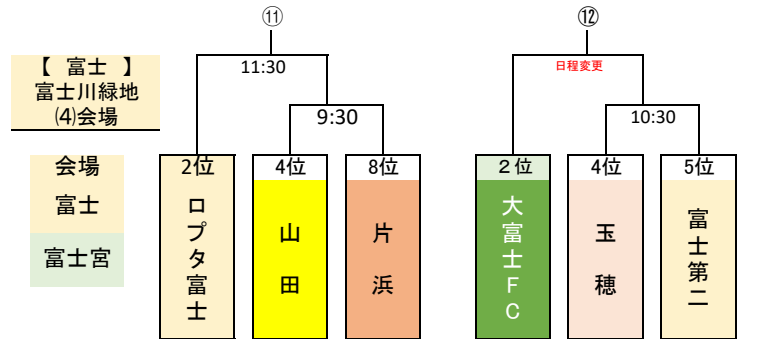 ⑪ ⑫
【 富士 】
富士川緑地
⑷会場
11:30 日程変更
9:30 10:30
会場
富士
富士宮
2位 4位 8位 ２位 4位 5位
ロプタ富士
山田
片浜
大富士ＦＣ
玉穂
富士第二